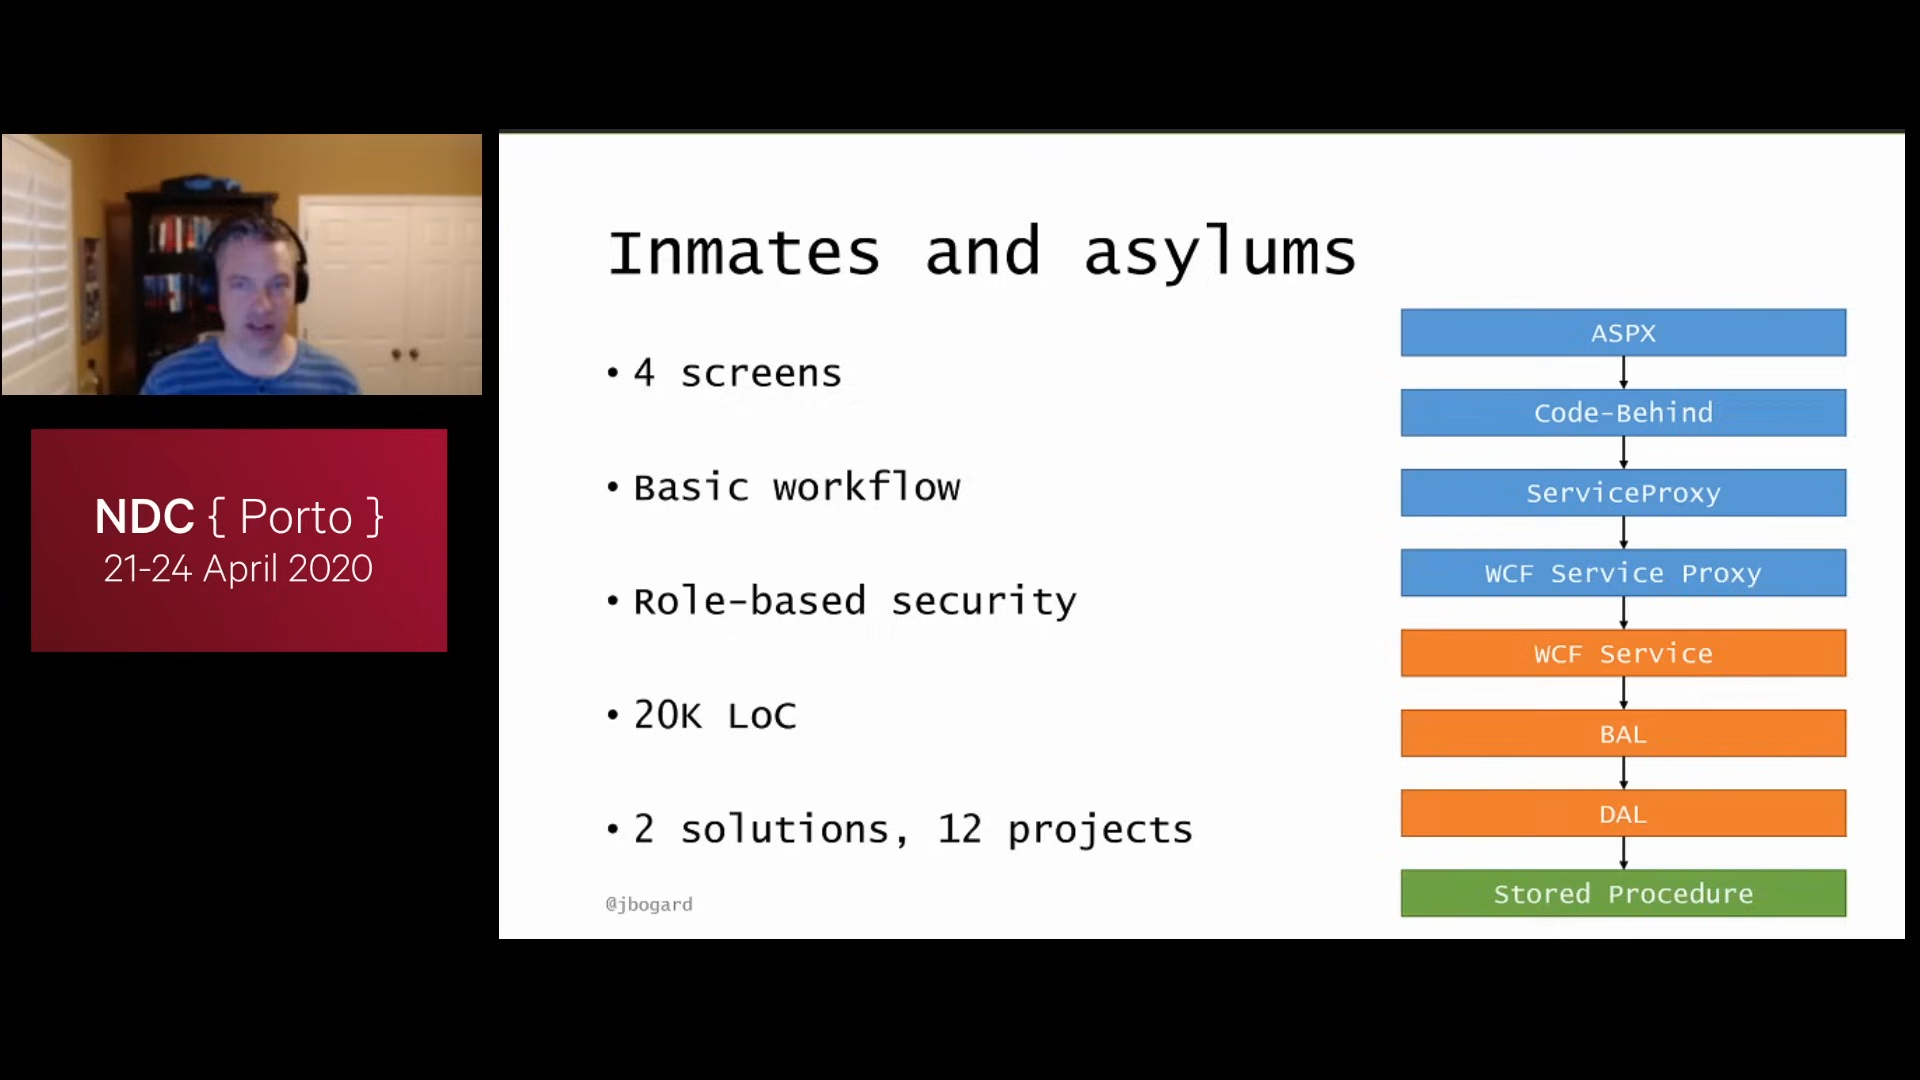 NDC { Porto }
21-24 April 2020
Inmates and asylums
• 4 screens
• Basic workflow
• Role-based security
• 20K LoC
• 2 solutions, 12 projects
@jbogard
ASPX
Code-Behind
ServiceProxy
WCF Service Proxy
WCF Service
BAL
DAL
Stored Procedure